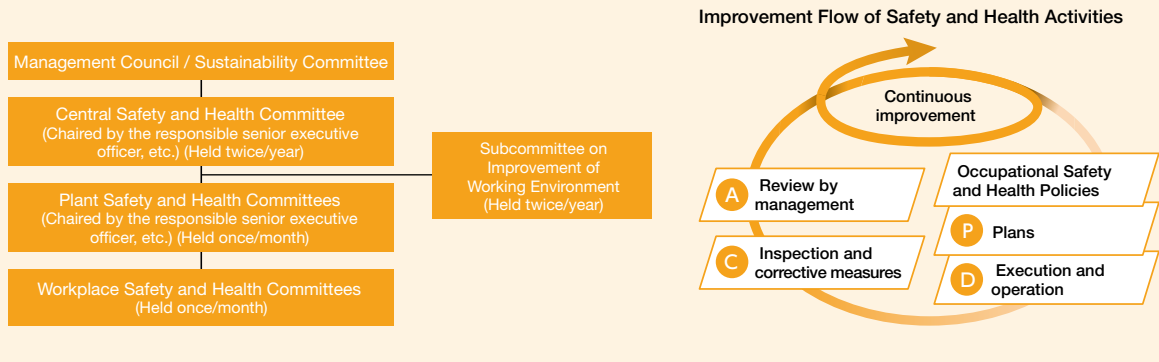 Management Council / Sustainability Committee
Central Safety and Health Committee
(Chaired by the responsible senior executive
officer, etc.) (Held twice/year)
Subcommittee on
Improvement of
Working Environment
(Held twice/year)
Plant Safety and Health Committees
(Chaired by the responsible senior executive
officer, etc.) (Held once/month)
Workplace Safety and Health Committees
(Held once/month)
Improvement Flow of Safety and Health Activities
Continuous
improvement
Occupational Safety
and Health Policies
P Plans
D Execution and
operation
C Inspection and
corrective measures
A Review by
management